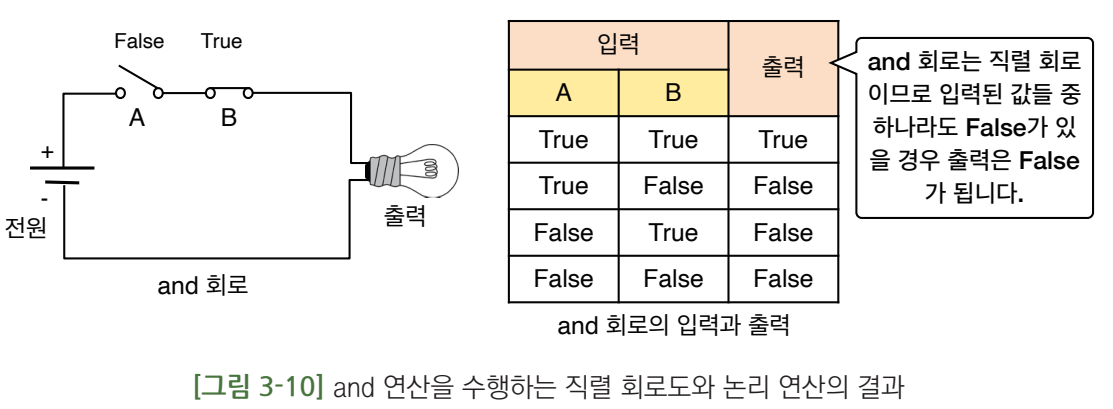 False True
A B
+
-
전원
출력
and 회로
입력 출력
A B
True True True
True False False
False True False
False False False
and 회로의 입력과 출력
and 회로는 직렬 회로
이므로 입력된 값들 중
하나라도 False가 있
을 경우 출력은 False
가 됩니다.
[그림 3-10] and 연산을 수행하는 직렬 회로도와 논리 연산의 결과